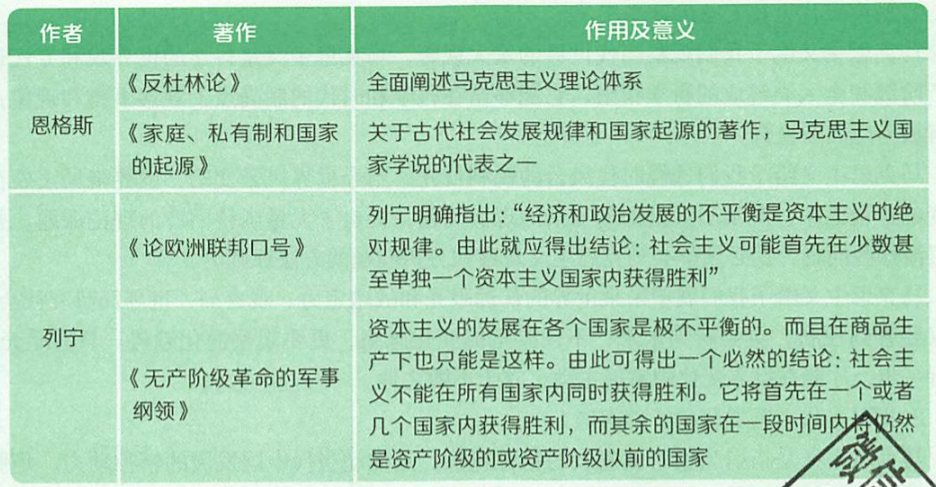 作者 著作 作用及意义
恩格斯
《反杜林论》
全面阐述马克思主义理论体系
《家庭、私有制和国家
的起源》
关于古代社会发展规律和国家起源的著作，马克思主义国
家学说的代表之一
列宁
《论欧洲联邦口号》
列宁明确指出：“经济和政治发展的不平衡是资本主义的绝
对规律。由此就应得出结论：社会主义可能首先在少数甚
至单独一个资本主义国家内获得胜利”
《无产阶级革命的军事
纲领》
资本主义的发展在各个国家是极不平衡的。而且在商品生
产下也只能是这样。由此可得出一个必然的结论：社会主
义不能在所有国家内同时获得胜利。它将首先在一个或者
几个国家内获得胜利，而其余的国家在一段时间内将仍然
是资产阶级的或资产阶级以前的国家
微信